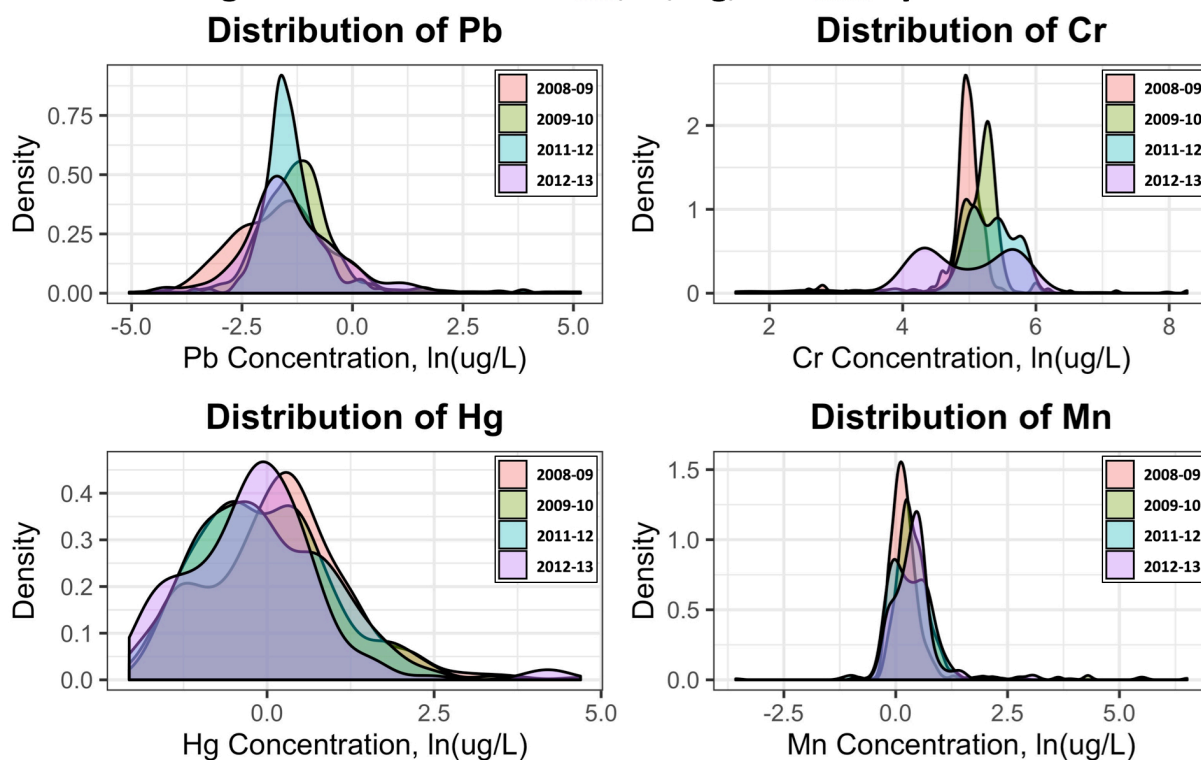 Distribution of Pb
Density
0.75
0.50
0.25
0.00
-5.0 -2.5 0.0 2.5 5.0
Pb Concentration, ln(ug/L)
2008-09
2009-10
2011-12
2012-13
Distribution of Cr
Density
2
1
0
2 4 6 8
Cr Concentration, ln(ug/L)
2008-09
2009-10
2011-12
2012-13
Distribution of Hg
Density
0.4
0.3
0.2
0.1
0.0
0.0 2.5 5.0
Hg Concentration, ln(ug/L)
2008-09
2009-10
2011-12
2012-13
Distribution of Mn
Density
1.5
1.0
0.5
0.0
-2.5 0.0 2.5 5.0
Mn Concentration, ln(ug/L)
2008-09
2009-10
2011-12
2012-13